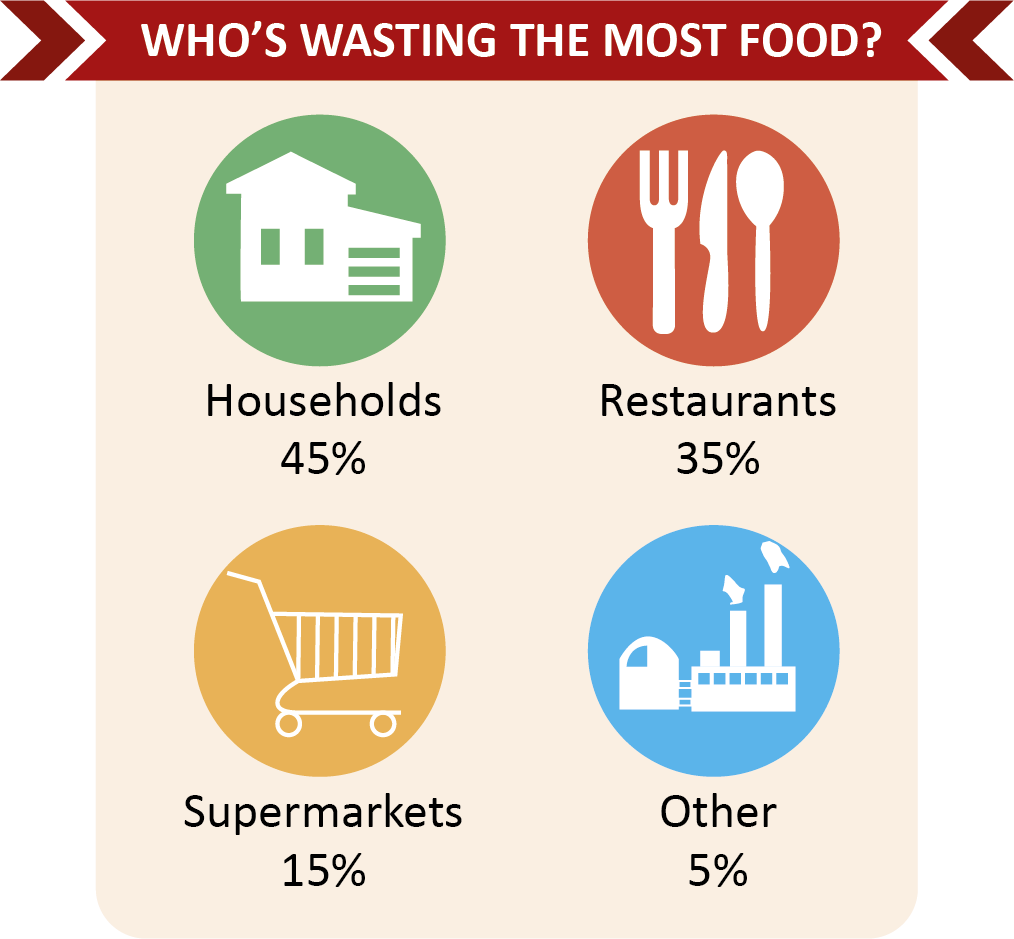 WHO'S WASTING THE MOST FOOD?
Households
45%
Restaurants
35%
Supermarkets
15%
Other
5%